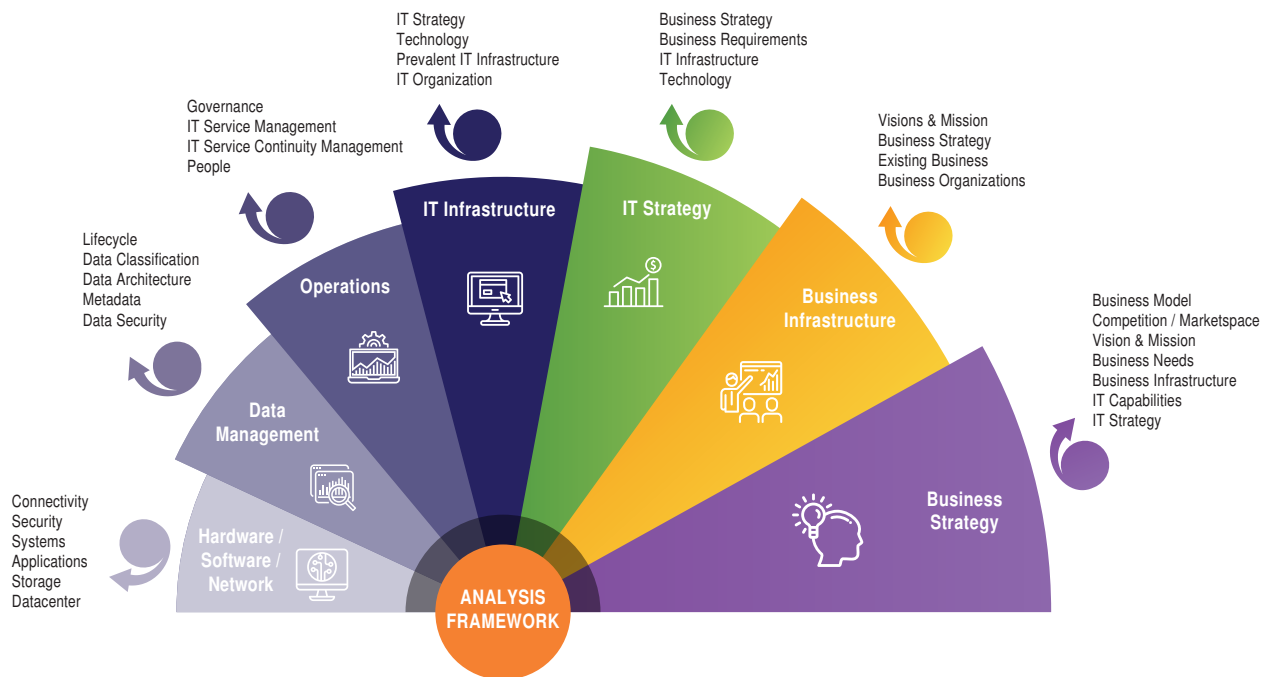 IT Strategy
Technology
Prevalent IT Infrastructure
IT Organization
Business Strategy
Business Requirements
IT Infrastructure
Technology
Governance
IT Service Management
IT Service Continuity Management
People
Visions & Mission
Business Strategy
Existing Business
Business Organizations
Lifecycle
Data Classification
Data Architecture
Metadata
Data Security
Business Model
Competition / Marketspace
Vision & Mission
Business Needs
Business Infrastructure
IT Capabilities
IT Strategy
Connectivity
Security
Systems
Applications
Storage
Datacenter
Hardware /
Software /
Network
Data
Management
Operations
IT Infrastructure
IT Strategy
$
Business
Infrastructure
Business
Strategy
ANALYSIS
FRAMEWORK